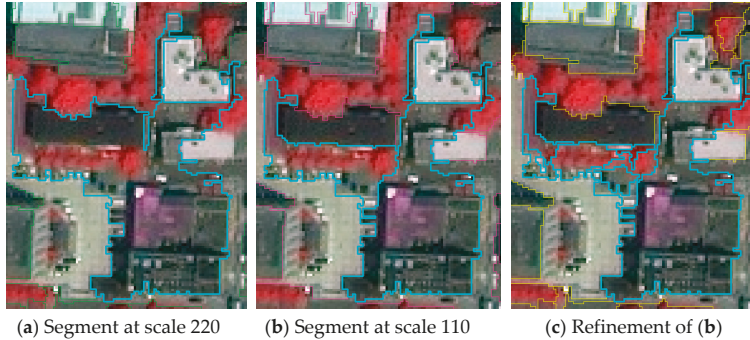 (a) Segment at scale 220
(b) Segment at scale 110
(c) Refinement of (b)